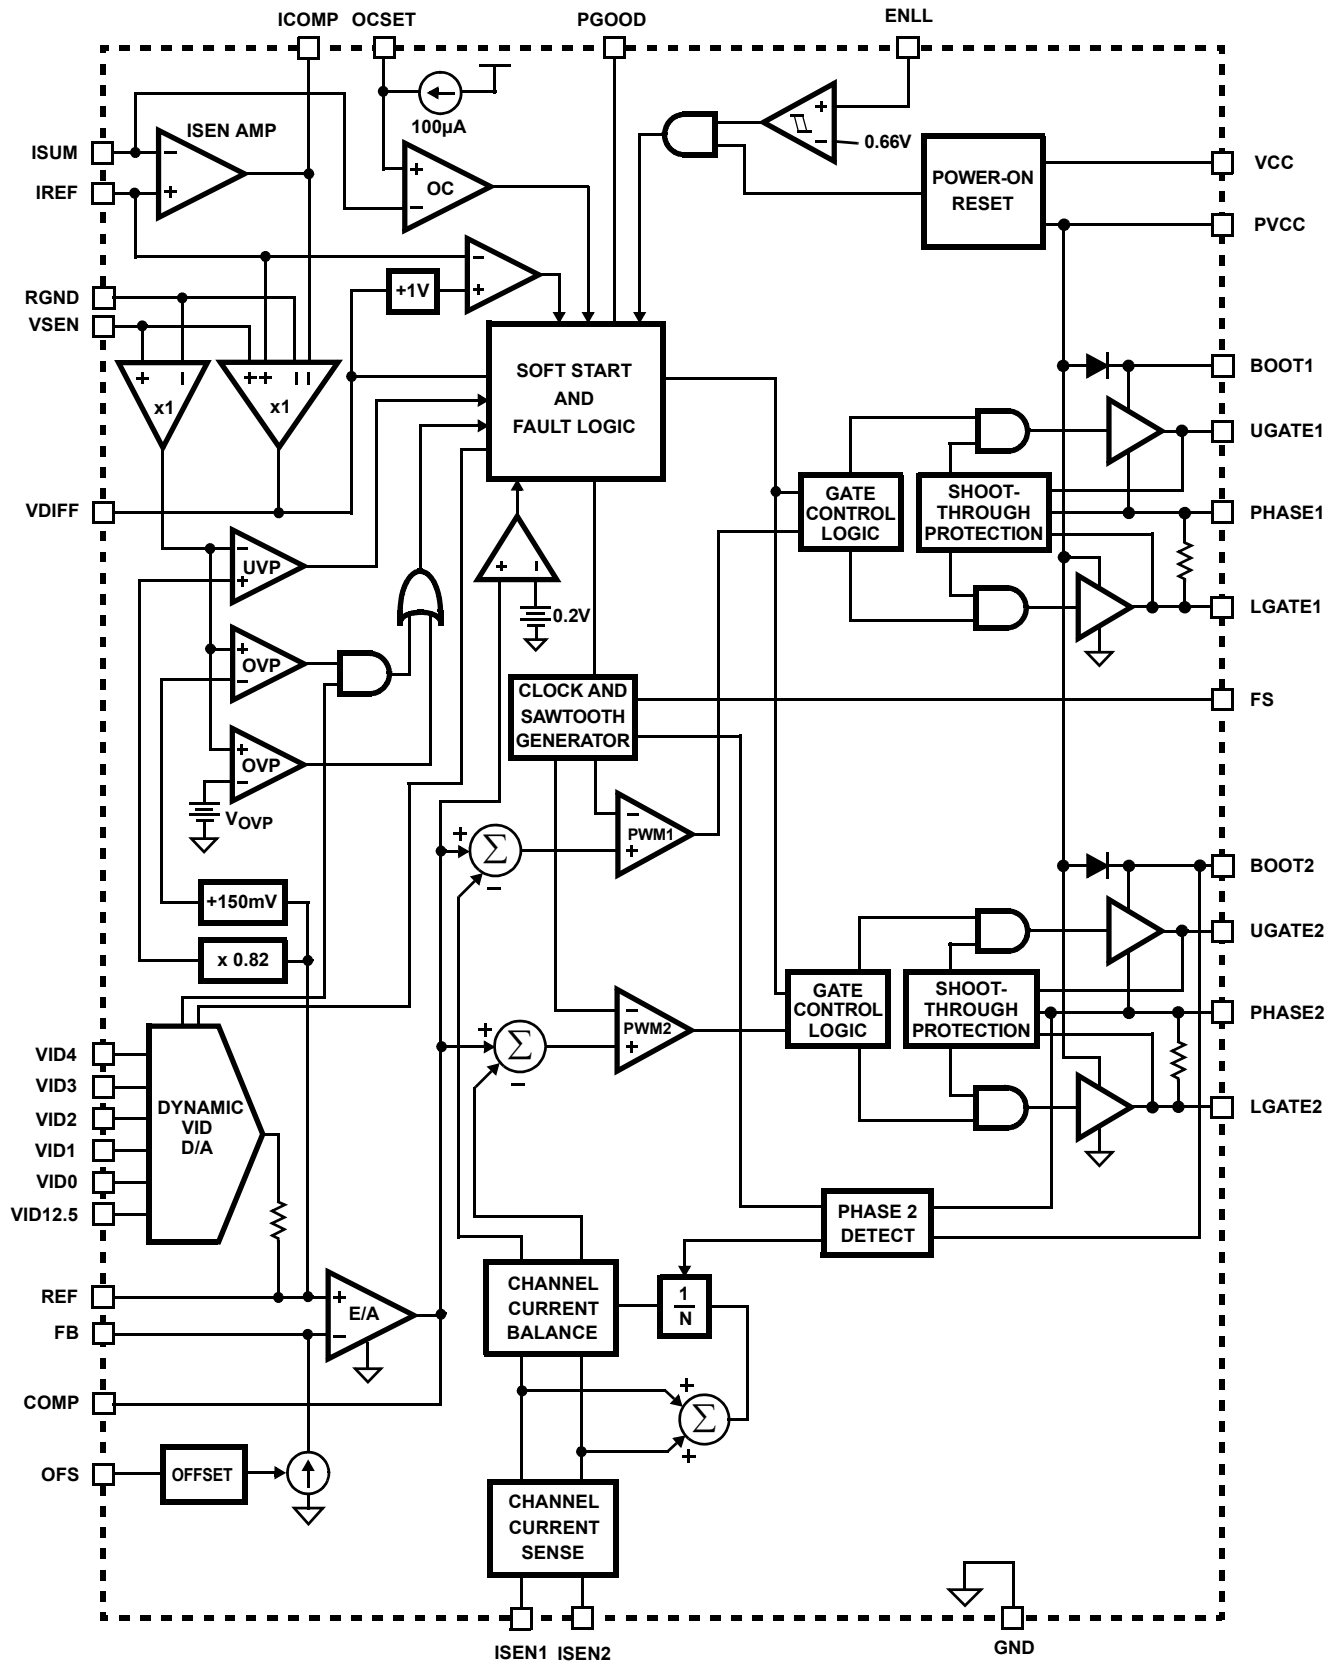 ICOMP OCSET PGOOD ENLL
100µA
ISEN AMP
ISUM
IREF
−
+
+
OC
−
+
−
0.66V
POWER-ON
RESET
VCC
PVCC
RGND
VSEN
+1V
−
+
+ −
x1
++ − −
x1
SOFT START
AND
FAULT LOGIC
BOOT1
UGATE1
PHASE1
LGATE1
GATE
CONTROL
LOGIC
SHOOT-
THROUGH
PROTECTION
VDIFF
−
UVP
+
+
OVP
−
+
OVP
−
VOVP
+ −
0.2V
CLOCK AND
SAWTOOTH
GENERATOR
FS
+
Σ
−
−
PWM1
+
+150mV
x 0.82
BOOT2
UGATE2
PHASE2
LGATE2
GATE
CONTROL
LOGIC
SHOOT-
THROUGH
PROTECTION
+
Σ
−
−
PWM2
+
VID4
VID3
VID2
VID1
VID0
VID12.5
DYNAMIC
VID
D/A
PHASE 2
DETECT
REF
FB
+
E/A
−
CHANNEL
CURRENT
BALANCE
1
N
COMP
+
Σ
+
OFS
OFFSET
CHANNEL
CURRENT
SENSE
ISEN1 ISEN2
GND